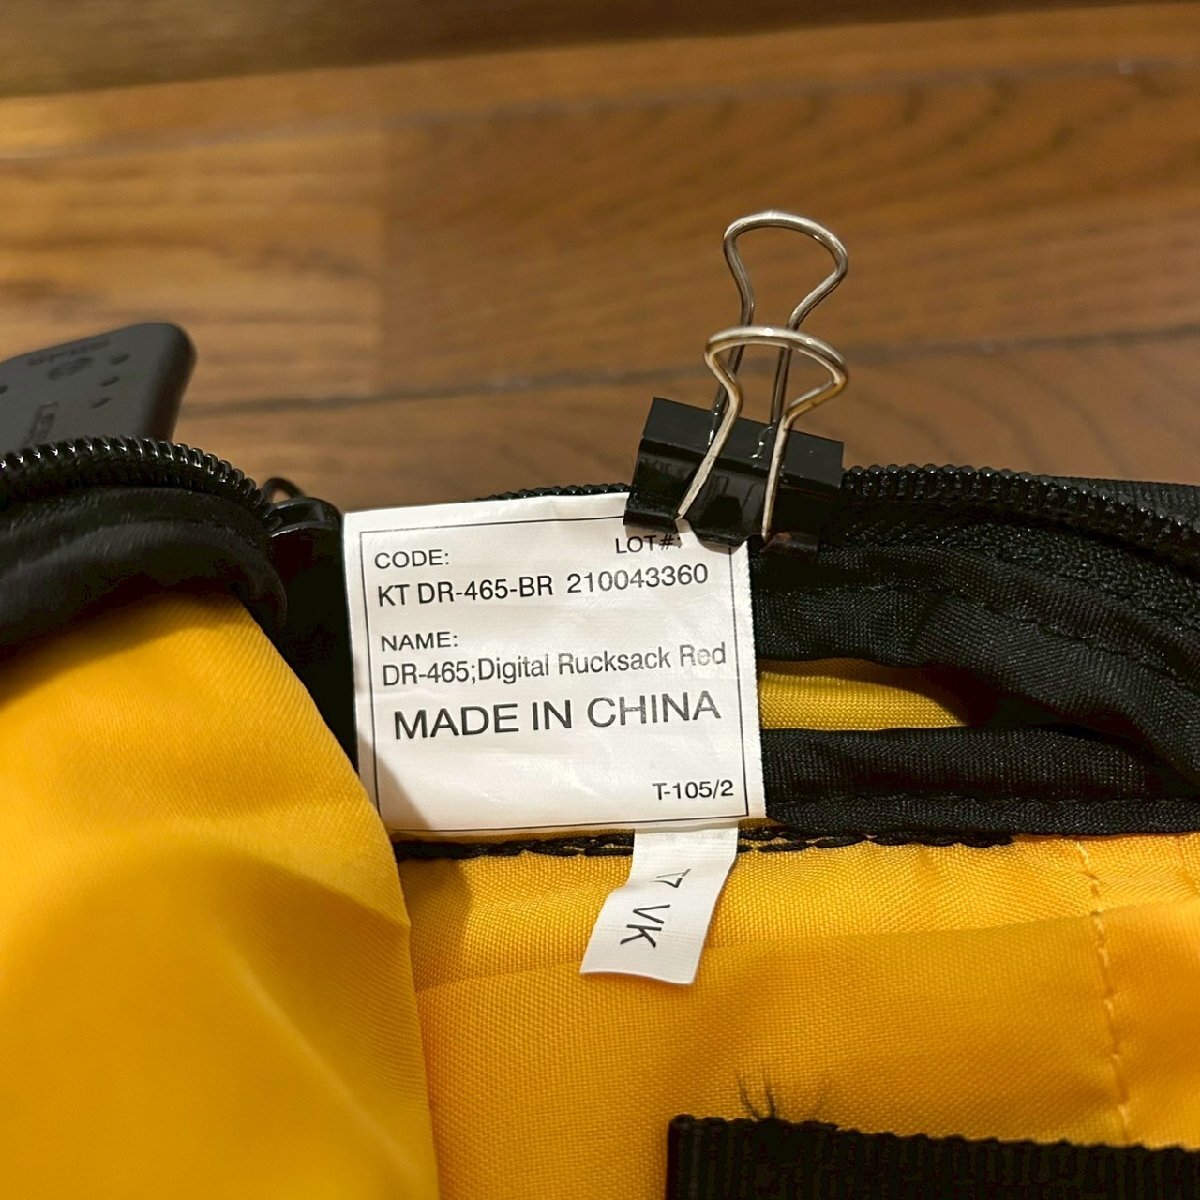 CODE: LOT#:
KT DR-465-BR 210043360
NAME:
DR-465;Digital Rucksack Red
MADE IN CHINA
T-105/2
VK